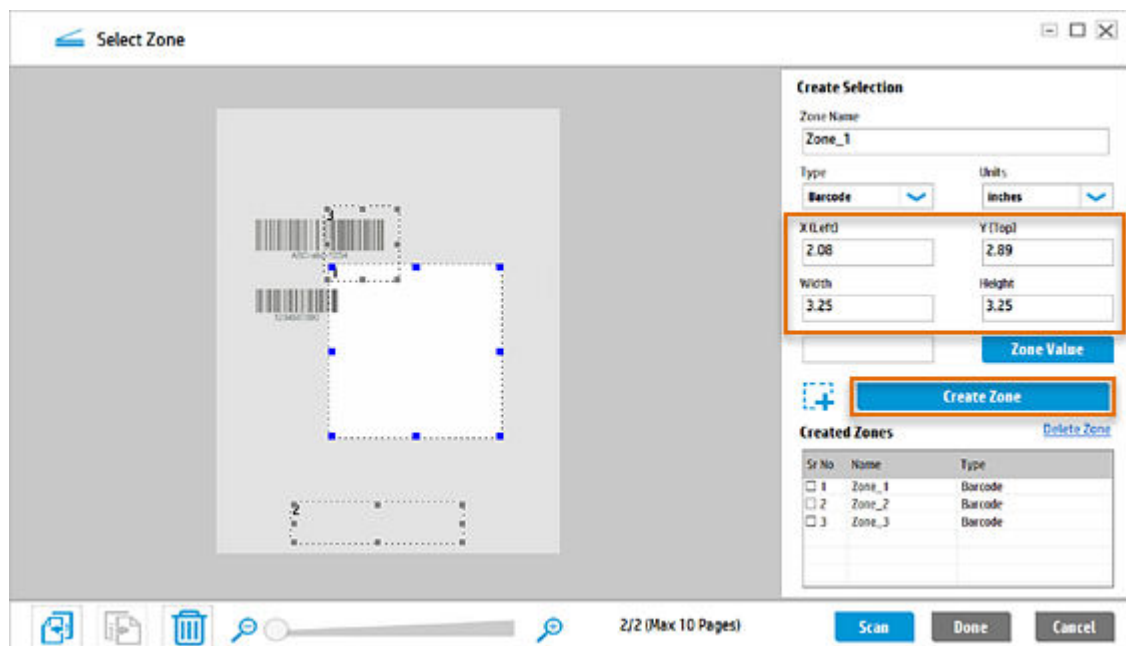 Select Zone
Create Selection
Zone Name
Zone_1
Type
Units
Barcode
inches
X (Left)
Y (Top)
2.08
2.89
Width
Height
3.25
3.25
Zone Value
Create Zone
Created Zones
Delete Zone
Sr No Name Type
1 Zone_1 Barcode
2 Zone_2 Barcode
3 Zone_3 Barcode
3
1
2
2/2 (Max 10 Pages)
Scan
Done
Cancel